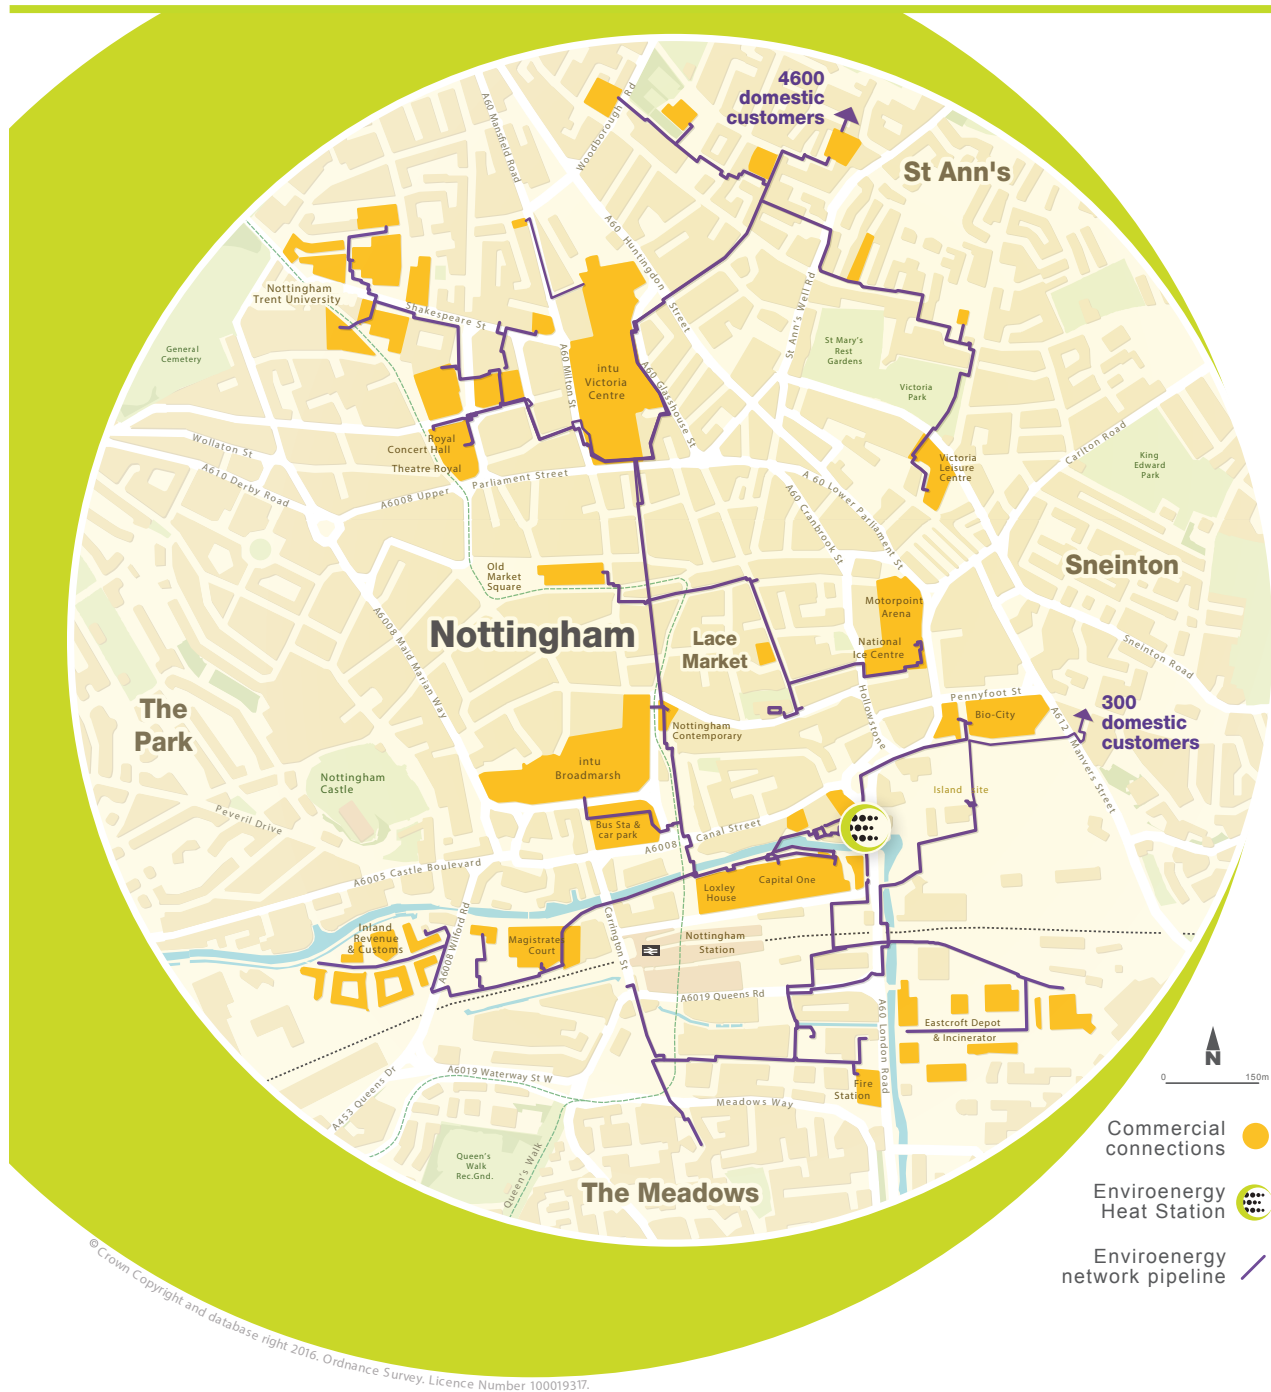 4600
domestic
customers
St Ann's
A60 Mansfield Road
Woodborough Rd
A60 Huntingdon
Street
Nottingham
Trent University
Shakespeare St
General
Cemetery
A60 Milton St
intu
Victoria
Centre
A60 Glasshouse St
St Ann's Well Rd
St Mary's
Rest
Gardens
Victoria
Park
Wollaton St
A610 Derby Road
Royal
Concert Hall
Theatre Royal
A6008 Upper
Parliament Street
Victoria
Leisure
Centre
Carlton Road
King
Edward
Park
A 60 Lower Parliament St
A60 Cranbrook St
Old
Market
Square
Sneinton
Motorpoint
Arena
National
Ice Centre
Nottingham
Lace
Market
A6008 Maid Marian Way
Sneinton Road
The
Park
Hollowstone
Pennyfoot St
Bio-City
A612
Manvers Street
300
domestic
customers
Nottingham
Contemporary
intu
Broadmarsh
Nottingham
Castle
Peveril Drive
Island site
Bus Sta &
car park
A6008
Canal Street
A6005 Castle Boulevard
Capital One
Loxley
House
A6008 Wilford Rd
Inland
Revenue
& Customs
Magistrates
Court
Carrington St
Nottingham
Station
A6019 Queens Rd
A60 London Road
Eastcroft Depot
& Incinerator
N
0
150m
A6019 Waterway St W
A453 Queens Dr
Fire
Station
Meadows Way
Queen's
Walk
Rec.Gnd.
Queen's Walk
The Meadows
Commercial
connections
Enviroenergy
Heat Station
Enviroenergy
network pipeline
© Crown Copyright and database right 2016. Ordnance Survey. Licence Number 100019317.